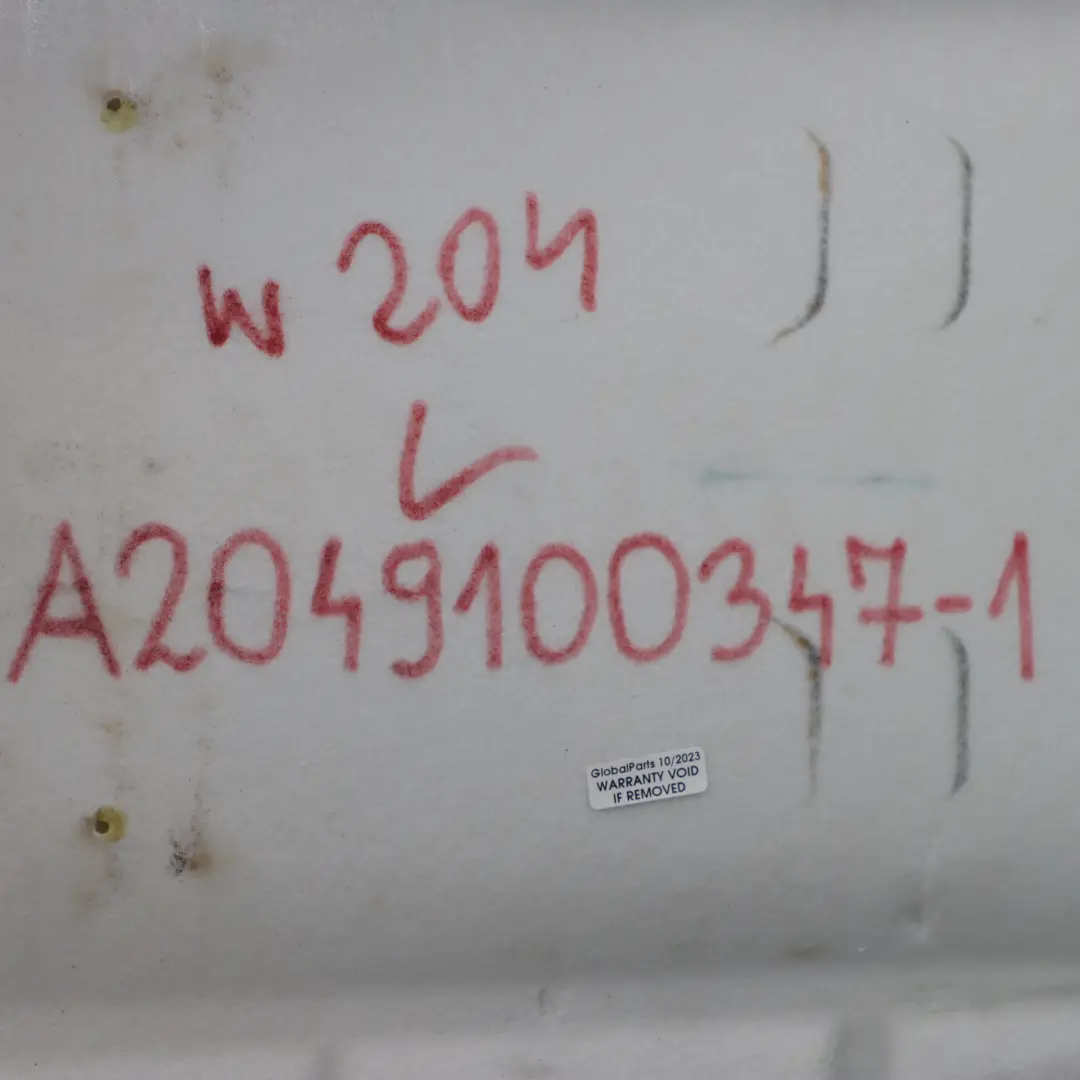 W 204
L
A2049100347-1
GlobalParts 10/2023
WARRANTY VOID
IF REMOVED